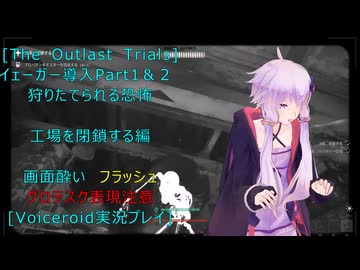 [The Outlast Trials]
イェーガー導入Part1＆２
狩りたてられる恐怖
工場を閉鎖する編
画面酔い　フラッシュ
グロテスク表現注意
[Voiceroid実況プレイ]